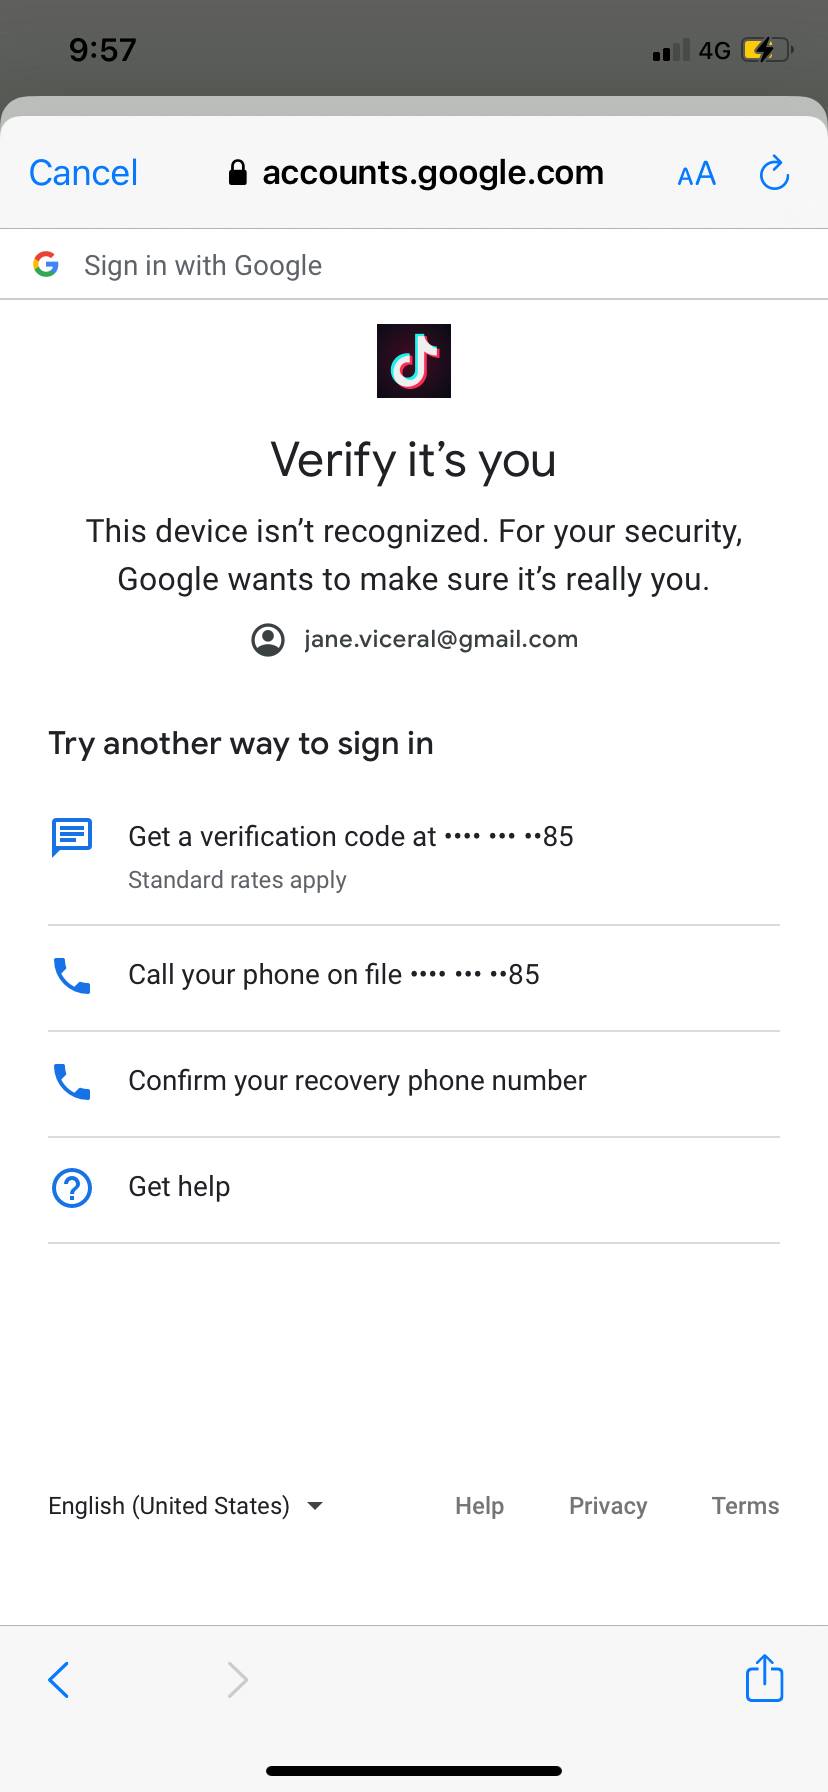 9:57
4G
Cancel
accounts.google.com
AA
Sign in with Google
Verify it’s you
This device isn’t recognized. For your security,
Google wants to make sure it’s really you.
jane.viceral@gmail.com
Try another way to sign in
Get a verification code at •••• ••• ••85
Standard rates apply
Call your phone on file •••• ••• ••85
Confirm your recovery phone number
Get help
English (United States)
Help
Privacy
Terms